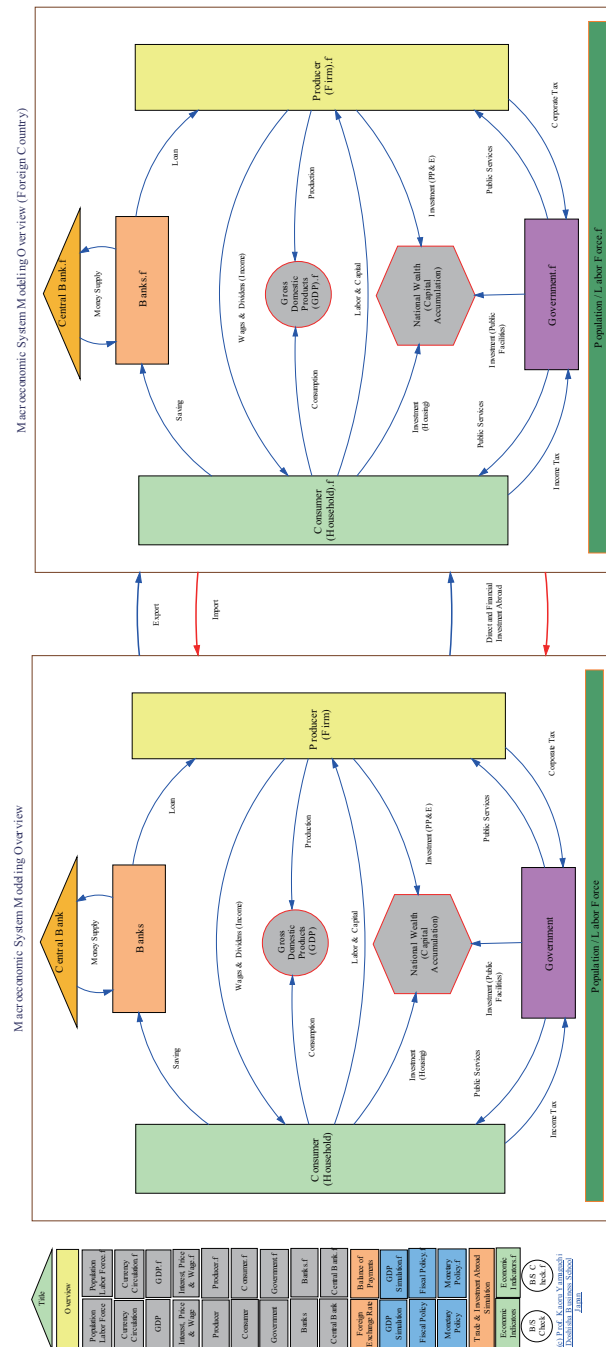 Title
Overview
Population
Labor Force
Population
Labor Force.f
Currency
Circulation
Currency
Circulation.f
GDP
GDP.f
Interest, Price
& Wage
Interest, Price
& Wage.f
Producer
Producer.f
Consumer
Consumer.f
Government
Government.f
Banks
Banks.f
Central Bank
Central Bank.f
Foreign
Exchange Rate
Balance of
Payments
GDP
Simulation
GDP
Simulation.f
Fiscal Policy
Fiscal Policy.f
Monetary
Policy
Monetary
Policy.f
Trade & Investment Abroad
Simulation
Economic
Indicators
Economic
Indicators.f
B/S
Check
B/S C
heck.f
(c) Prof. Kaoru Yamaguchi
Doshisha Business School
Japan
Macroeconomic System Modeling Overview
Central Bank
Money Supply
Banks
Saving
Loan
Wages & Dividens (Income)
Consumer
(Household)
Producer
(Firm)
Consumption
Gross
Domestic
Products
(GDP)
Production
Labor & Capital
Investment
(Housing)
National Wealth
(Capital
Accumulation)
Investment (PP& E)
Investment (Public
Facilities)
Public Services
Public Services
Government
Income Tax
Corporate Tax
Population / Labor Force
Export
Import
Direct and Financial
Investment Abroad
Macroeconomic System Modeling Overview (Foreign Country)
Central Bank.f
Money Supply
Banks.f
Saving
Loan
Wages & Dividens (Income)
Consumer
(Household).f
Producer
(Firm).f
Consumption
Gross
Domestic
Products
(GDP).f
Production
Labor & Capital
Investment
(Housing)
National Wealth
(Capital
Accumulation)
Investment (PP& E)
Investment (Public
Facilities)
Public Services
Public Services
Government.f
Income Tax
Corporate Tax
Population / Labor Force.f